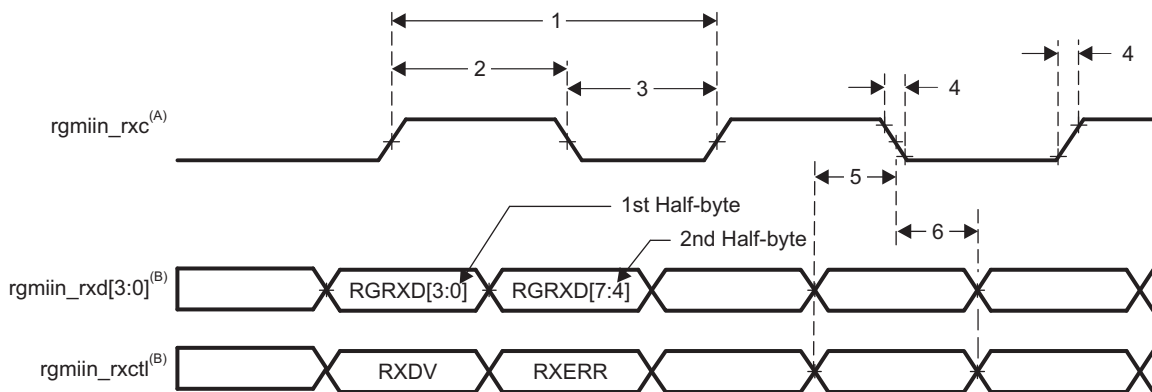 1
2
3
4
4
rgmiin_rxc(A)
5
1st Half-byte
6
2nd Half-byte
rgmiin_rxd[3:0](B)
RGRXD[3:0]
RGRXD[7:4]
rgmiin_rxctl(B)
RXDV
RXERR